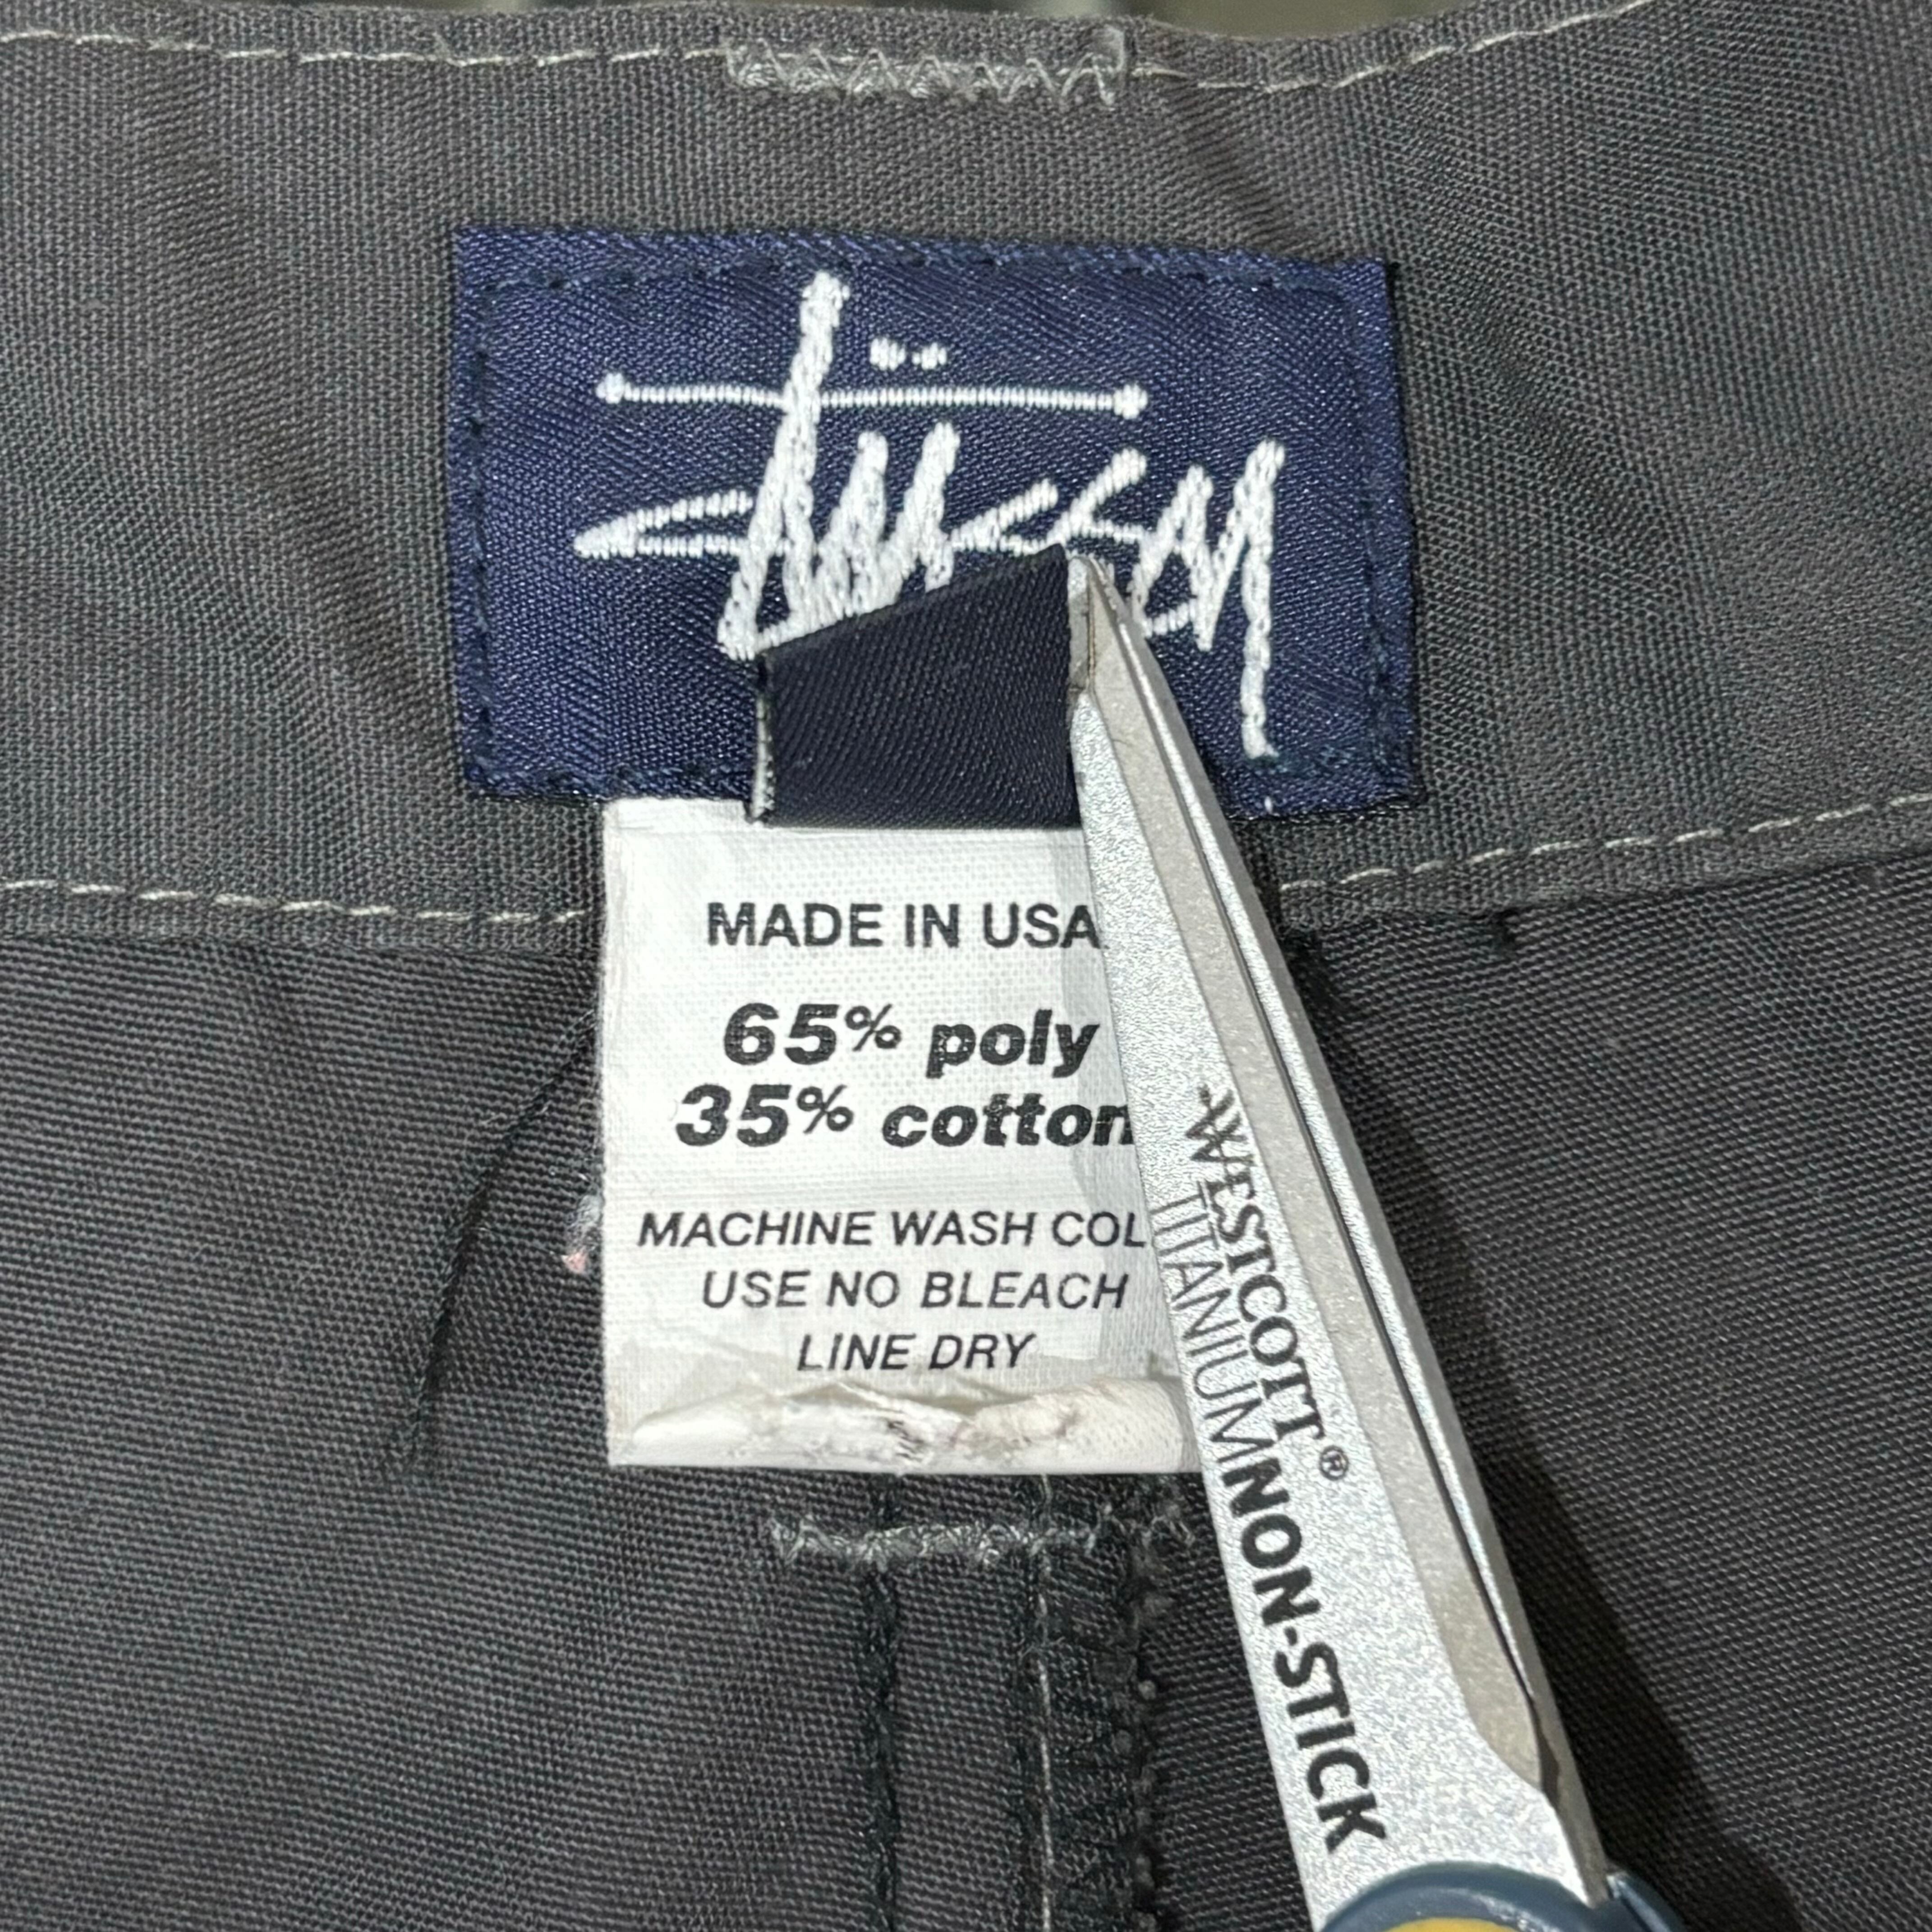 Stüssy
MADE IN USA
65% poly
35% cotton
MACHINE WASH COL
USE NO BLEACH
LINE DRY
WESTCOTT®
TITANIUM NON-STICK